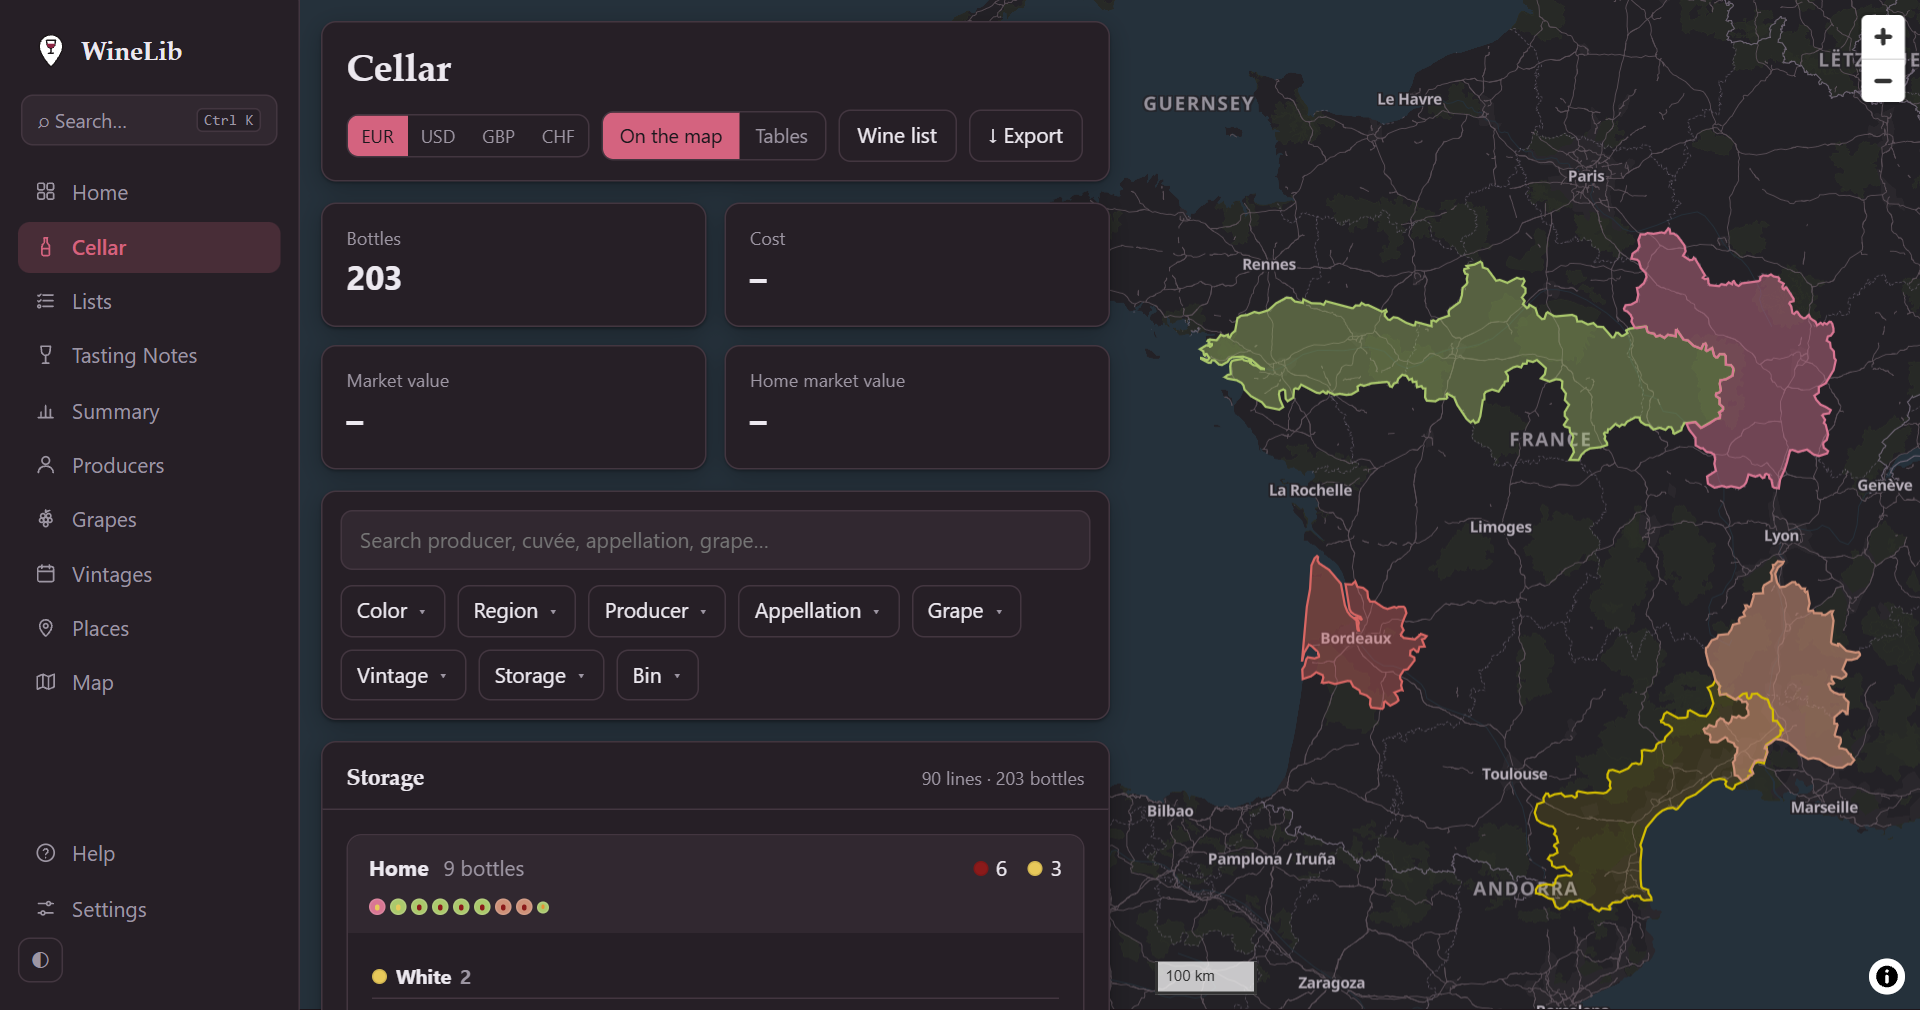 WineLib
Search... Ctrl K
Home
Cellar
Lists
Tasting Notes
Summary
Producers
Grapes
Vintages
Places
Map
Help
Settings
Cellar
EUR USD GBP CHF On the map Tables Wine list ↓ Export
Bottles
203
Cost
–
Market value
–
Home market value
–
Search producer, cuvée, appellation, grape...
Color Region Producer Appellation Grape
Vintage Storage Bin
Storage 90 lines · 203 bottles
Home 9 bottles 6 3
White 2
GUERNSEY
Le Havre
Paris
Rennes
FRANCE
La Rochelle
Genève
Limoges
Lyon
Bordeaux
Toulouse
Marseille
Bilbao
Pamplona / Iruña
ANDORRA
Zaragoza
100 km
+
−